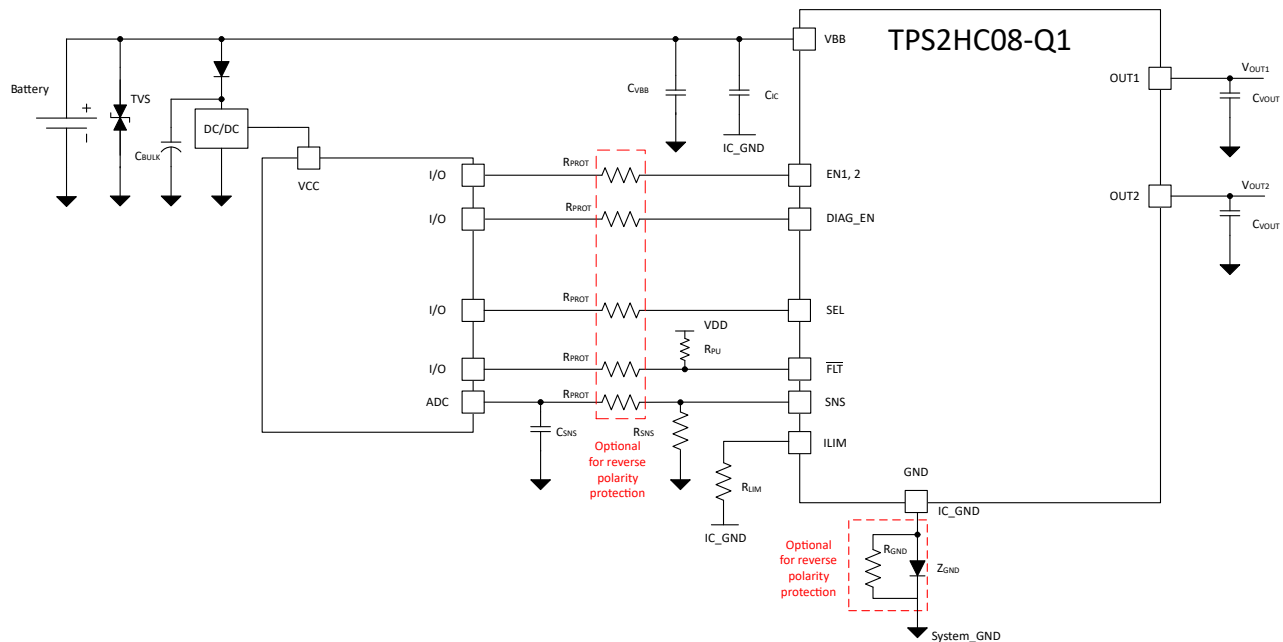 TPS2HC08-Q1
VBB
Battery
+
-
TVS
CBULK
DC/DC
VCC
CVBB
CIC
IC_GND
OUT1
VOUT1
CVOUT
OUT2
VOUT2
CVOUT
I/O
RPROT
EN1, 2
I/O
RPROT
DIAG_EN
I/O
RPROT
SEL
VDD
RPU
I/O
RPROT
FLT
ADC
RPROT
SNS
CSNS
RSNS
ILIM
Optional
for reverse
polarity
protection
RLIM
IC_GND
GND
IC_GND
Optional
for reverse
polarity
protection
RGND
ZGND
System_GND